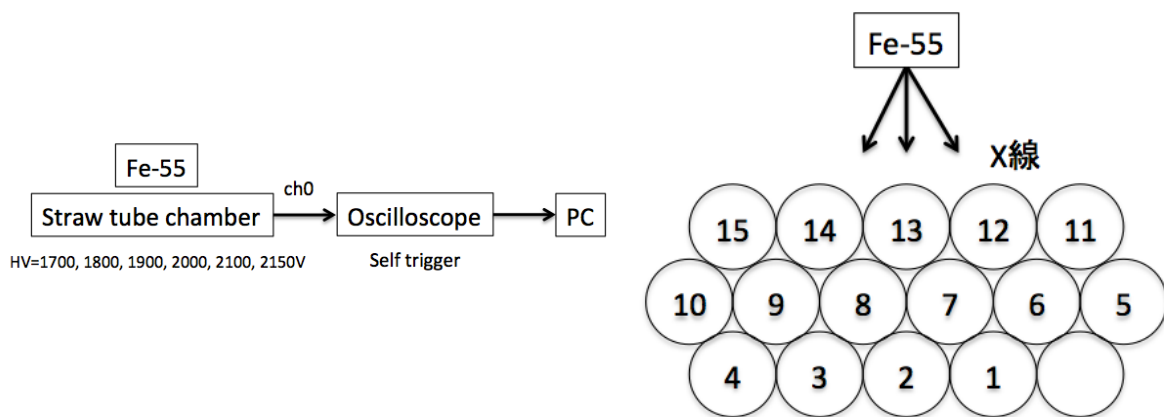 Fe-55
Straw tube chamber
ch0
Oscilloscope
PC
HV=1700, 1800, 1900, 2000, 2100, 2150V
Self trigger
Fe-55
X線
15 14 13 12 11
10 9 8 7 6 5
4 3 2 1